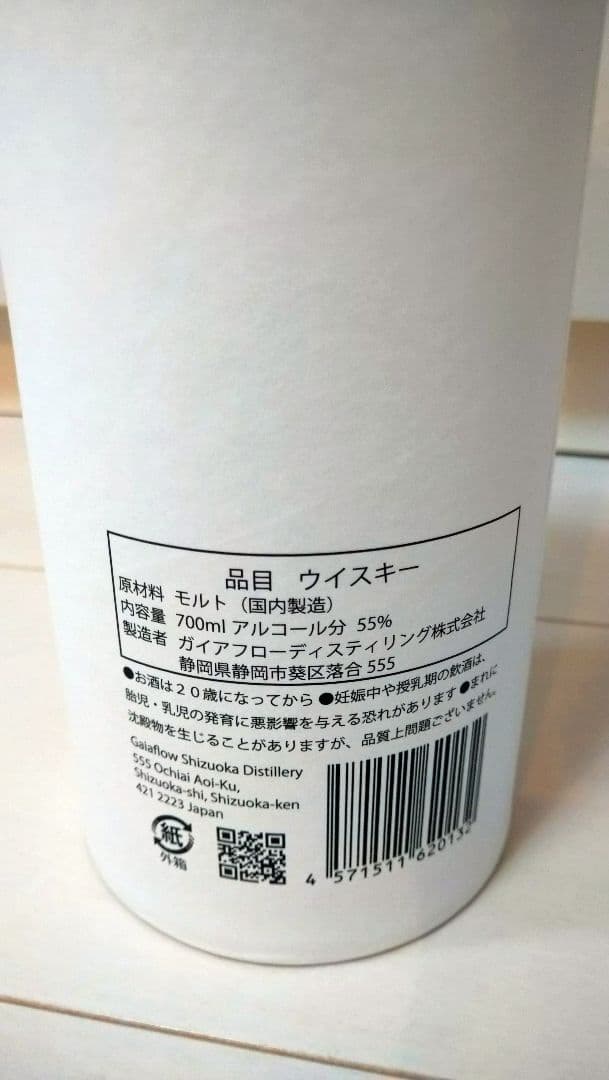 品目 ウイスキー
原材料 モルト（国内製造）
内容量 700ml アルコール分 55%
製造者 ガイアフローディスティリング株式会社
静岡県静岡市葵区落合 555
●お酒は２０歳になってから ●妊娠中や授乳期の飲酒は、
胎児・乳児の発育に悪影響を与える恐れがあります ●まれに
沈殿物を生じることがありますが、品質上問題ございません。
Gaiaflow Shizuoka Distillery
555 Ochiai Aoi-Ku,
Shizuoka-shi, Shizuoka-ken
421 2223 Japan
紙
外箱
4 571511 620132